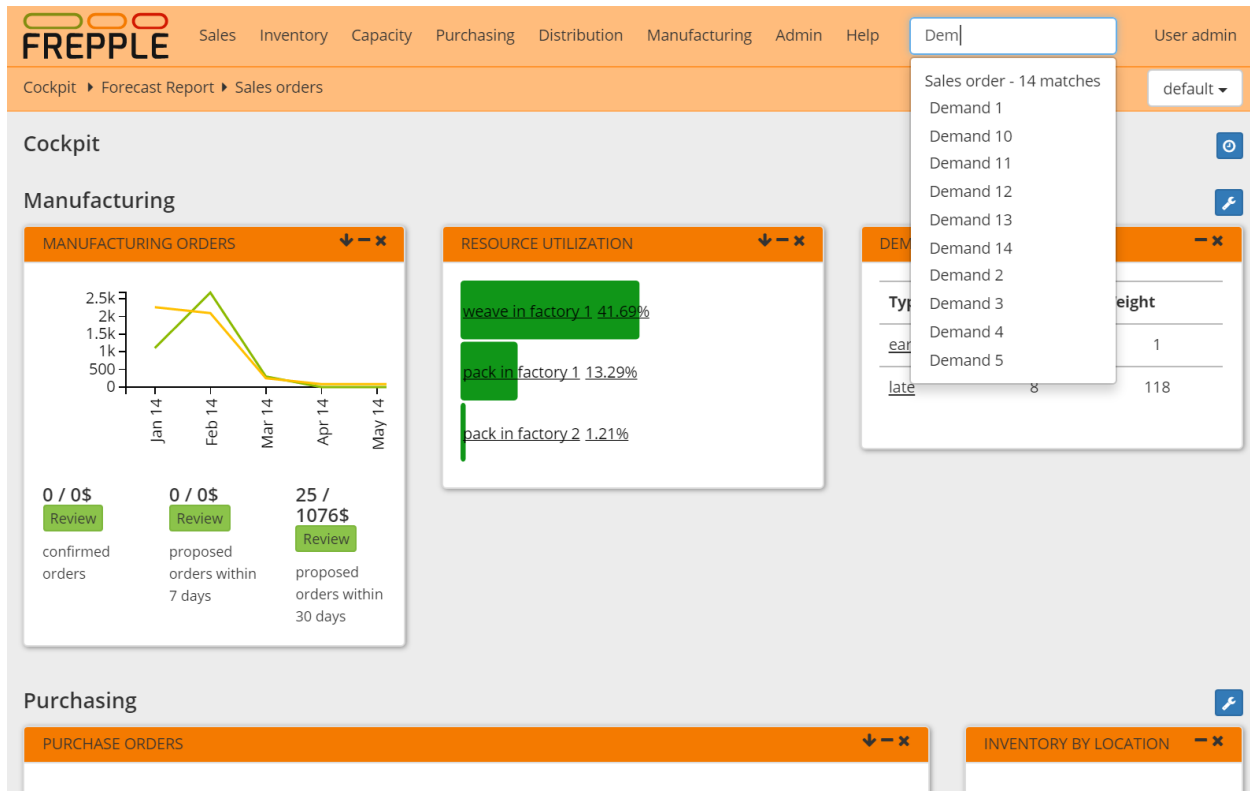 FREPPLE
Sales Inventory Capacity Purchasing Distribution Manufacturing Admin Help Dem User admin
Cockpit Forecast Report Sales orders default
Sales order - 14 matches
Demand 1
Demand 10
Demand 11
Demand 12
Demand 13
Demand 14
Demand 2
Demand 3
Demand 4
Demand 5
Cockpit
Manufacturing
MANUFACTURING ORDERS
2.5k
2k
1.5k
1k
500
0
Jan 14
Feb 14
Mar 14
Apr 14
May 14
0 / 0$
Review
confirmed
orders
0 / 0$
Review
proposed
orders within
7 days
25 /
1076$
Review
proposed
orders within
30 days
RESOURCE UTILIZATION
weave in factory 1 41.69%
pack in factory 1 13.29%
pack in factory 2 1.21%
1
late 8 118
Purchasing
PURCHASE ORDERS
INVENTORY BY LOCATION